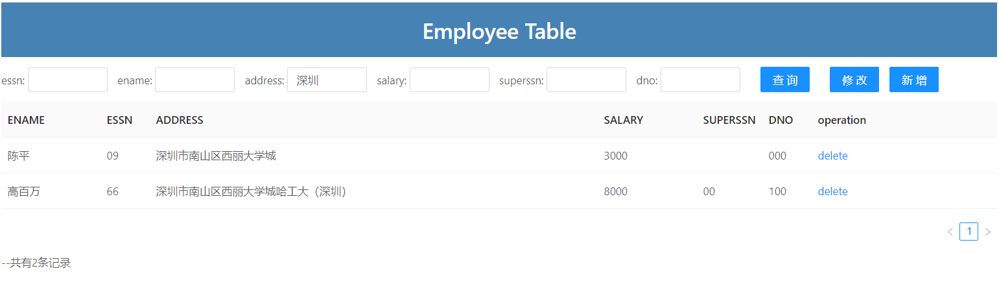 Employee Table
essn: ename: address: 深圳 salary: superssn: dno: 查 询 修 改 新 增
ENAME ESSN ADDRESS SALARY SUPERSSN DNO operation
陈平 09 深圳市南山区西丽大学城 3000 000 delete
高百万 66 深圳市南山区西丽大学城哈工大（深圳） 8000 00 100 delete
< 1 >
--共有2条记录